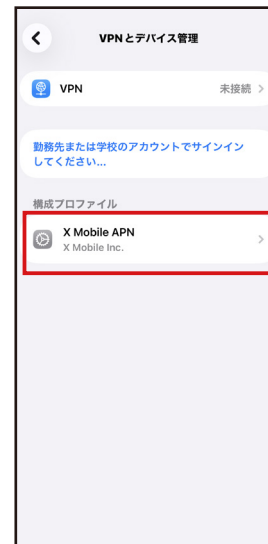 VPNとデバイス管理
VPN
未接続
勤務先または学校のアカウントでサインイン
してください...
構成プロファイル
X Mobile APN
X Mobile Inc.